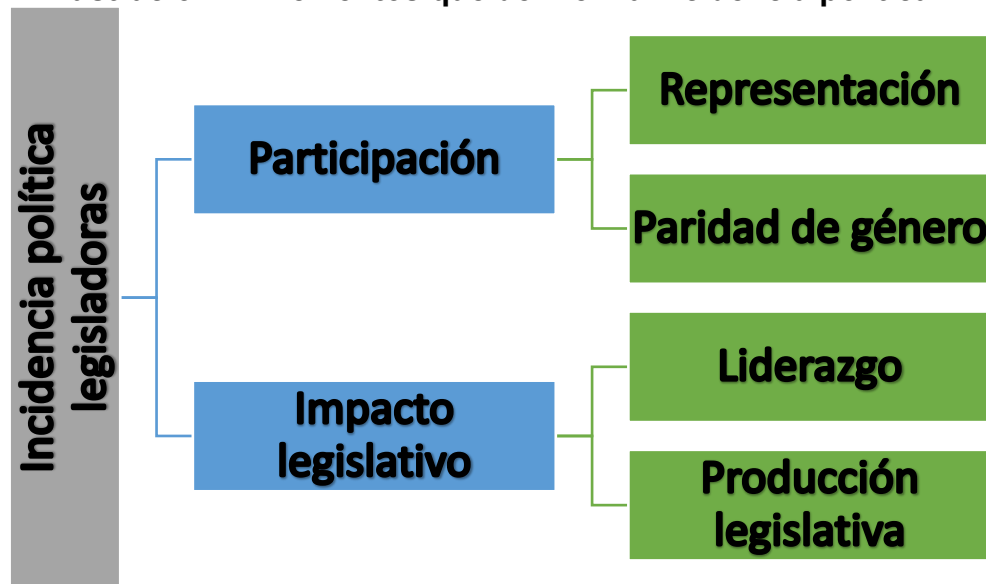 Incidencia política
legisladoras
Participación
Representación
Paridad de género
Impacto
legislativo
Liderazgo
Producción
legislativa